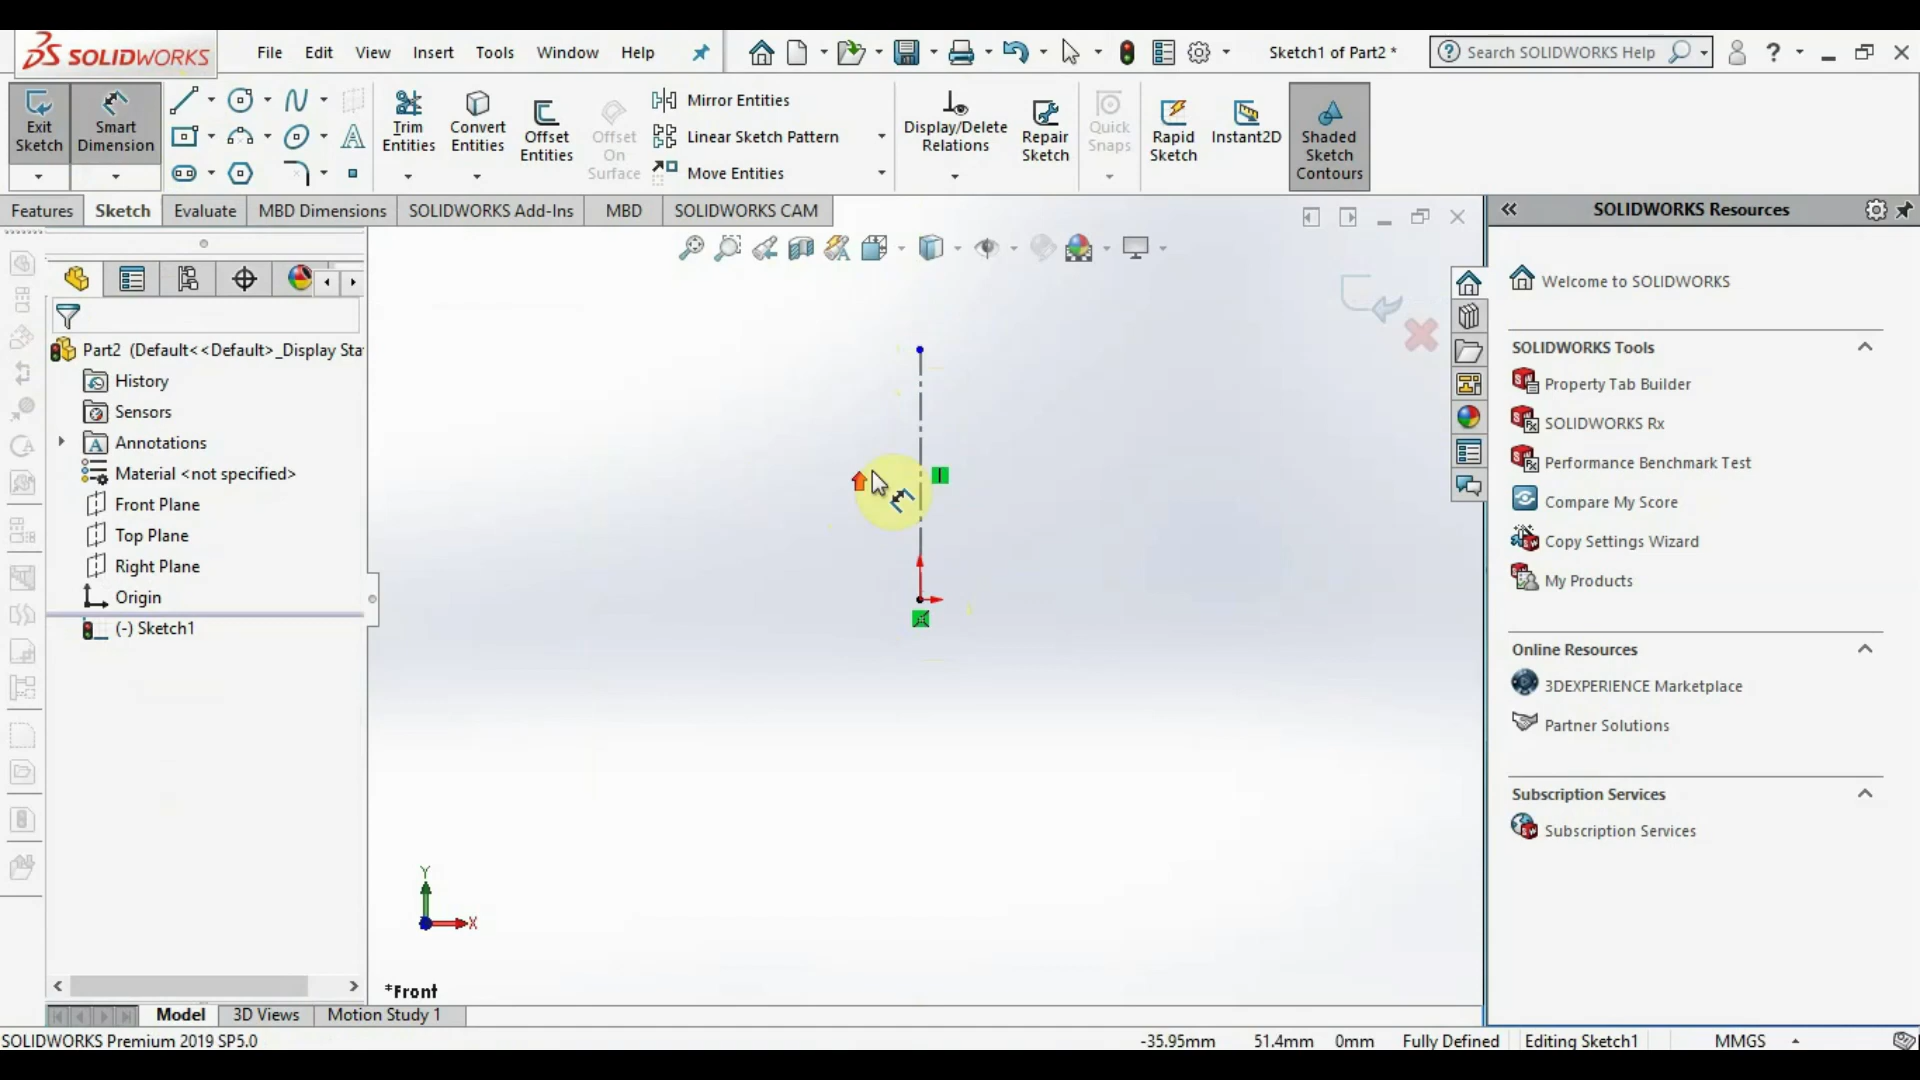 SOLIDWORKS
File Edit View Insert Tools Window Help
Sketch1 of Part2 *
Search SOLIDWORKS Help
?
Exit Sketch
Smart Dimension
Trim Entities
Convert Entities
Offset Entities
Offset On Surface
Mirror Entities
Linear Sketch Pattern
Move Entities
Display/Delete Relations
Repair Sketch
Quick Snaps
Rapid Sketch
Instant2D
Shaded Sketch Contours
Features Sketch Evaluate MBD Dimensions SOLIDWORKS Add-Ins MBD SOLIDWORKS CAM
Part2 (Default<<Default>_Display Sta
History
Sensors
Annotations
Material <not specified>
Front Plane
Top Plane
Right Plane
Origin
(-) Sketch1
Y
X
*Front
SOLIDWORKS Resources
Welcome to SOLIDWORKS
SOLIDWORKS Tools
Property Tab Builder
SOLIDWORKS Rx
Performance Benchmark Test
Compare My Score
Copy Settings Wizard
My Products
Online Resources
3DEXPERIENCE Marketplace
Partner Solutions
Subscription Services
Subscription Services
Model 3D Views Motion Study 1
SOLIDWORKS Premium 2019 SP5.0
-35.95mm 51.4mm 0mm Fully Defined Editing Sketch1 MMGS